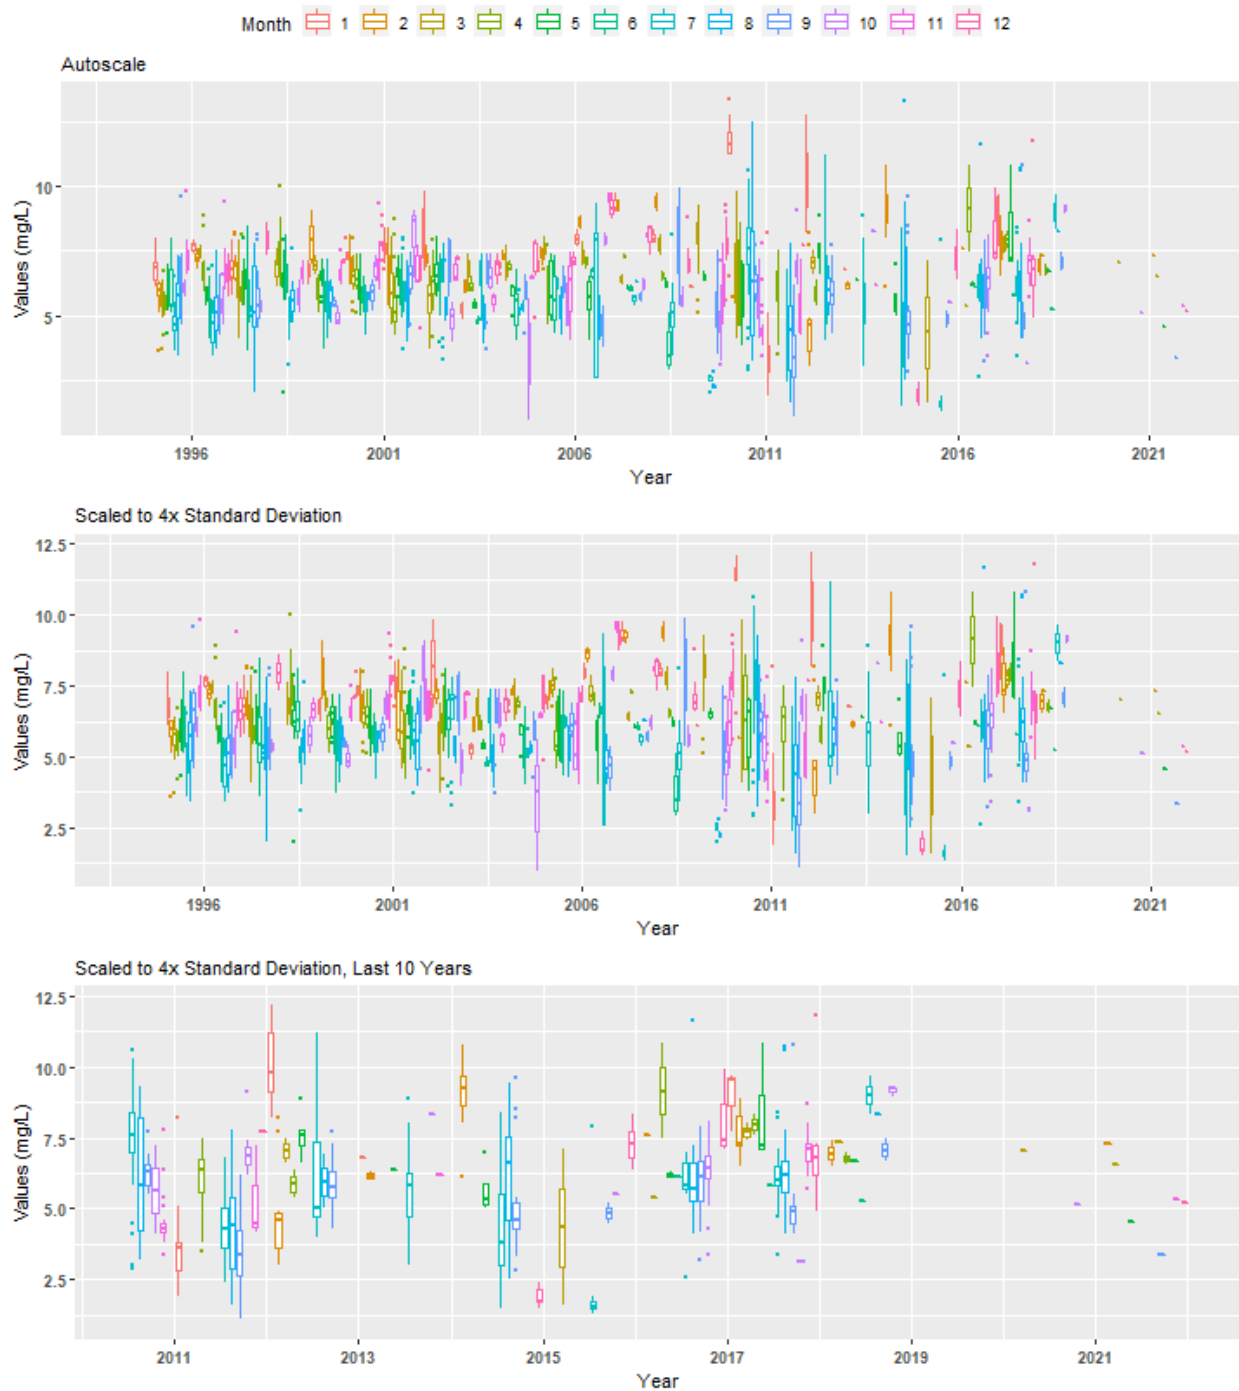 Month 1 2 3 4 5 6 7 8 9 10 11 12
Autoscale
Values (mg/L)
10
5
1996 2001 2006 2011 2016 2021
Year
Scaled to 4x Standard Deviation
Values (mg/L)
12.5
10.0
7.5
5.0
2.5
1996 2001 2006 2011 2016 2021
Year
Scaled to 4x Standard Deviation, Last 10 Years
Values (mg/L)
12.5
10.0
7.5
5.0
2.5
2011 2013 2015 2017 2019 2021
Year